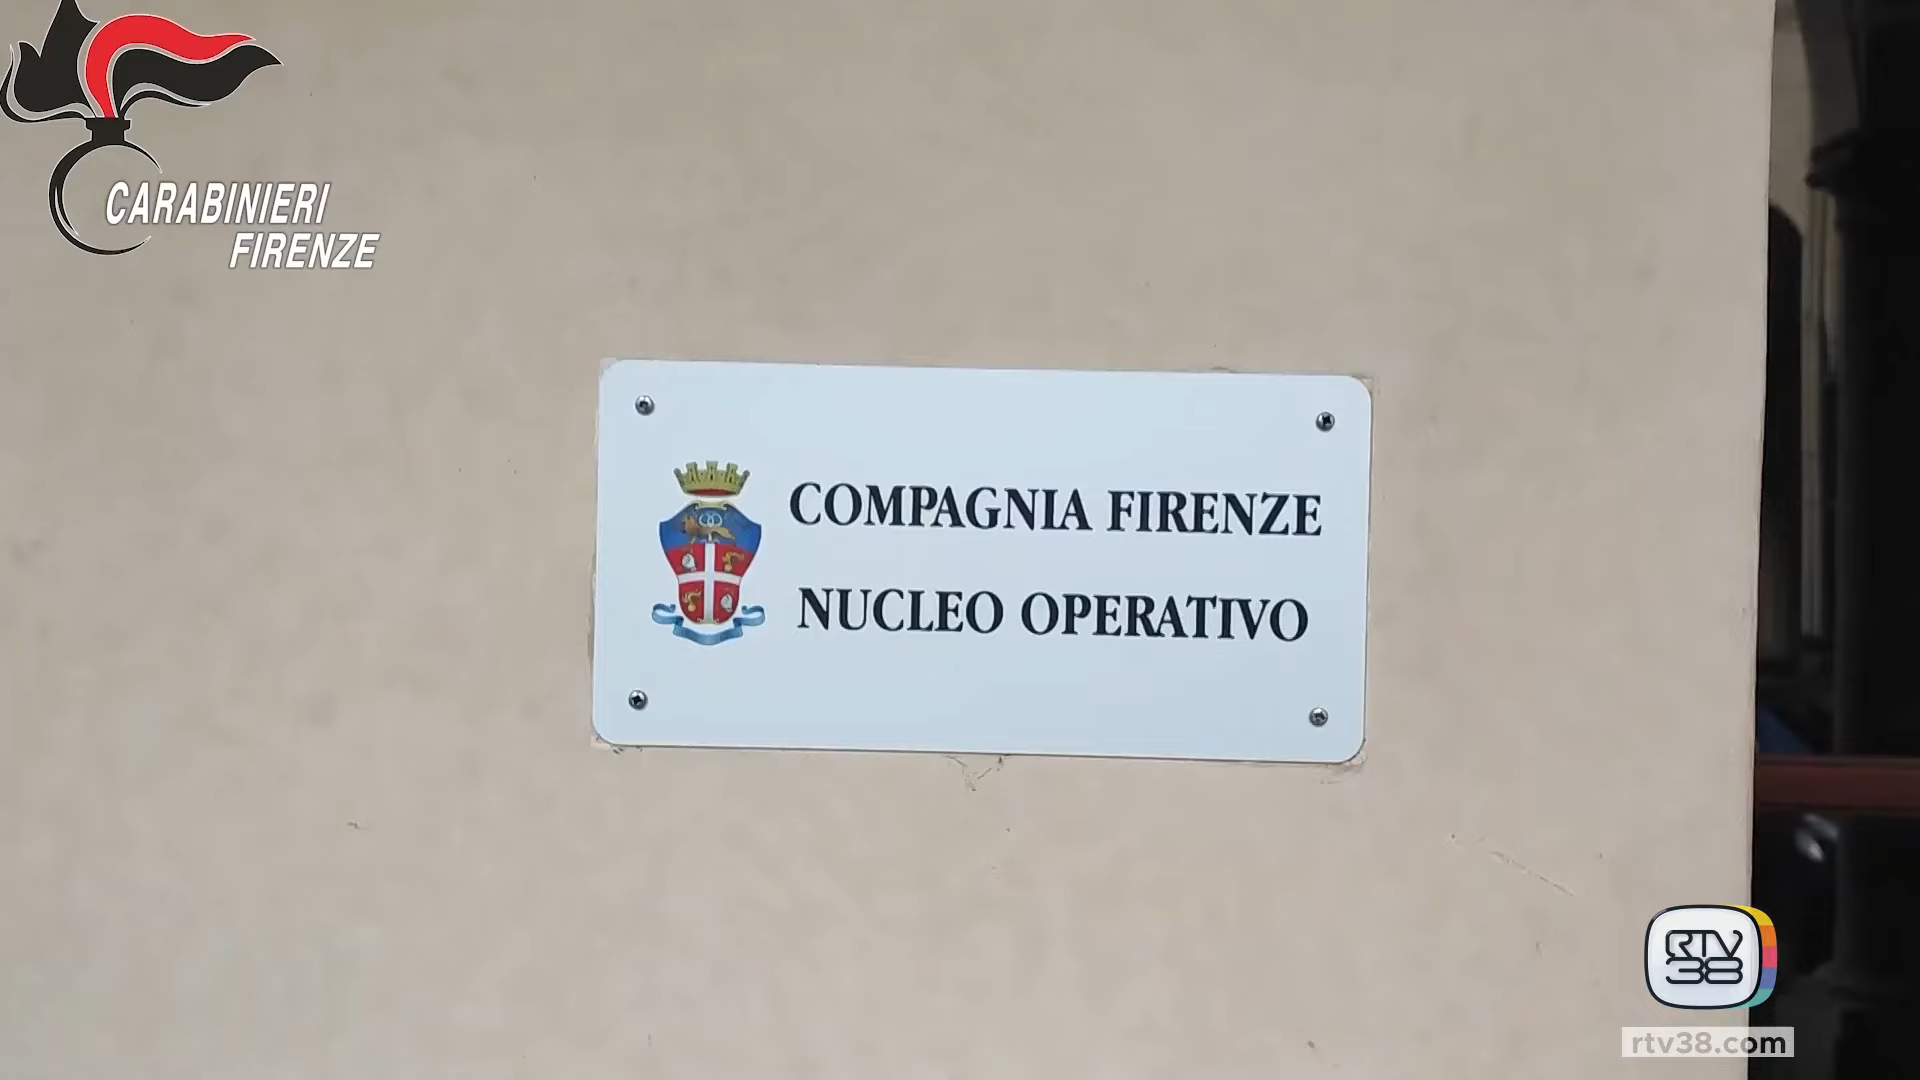 CARABINIERI
FIRENZE
COMPAGNIA FIRENZE
NUCLEO OPERATIVO
RTV
38
rtv38.com